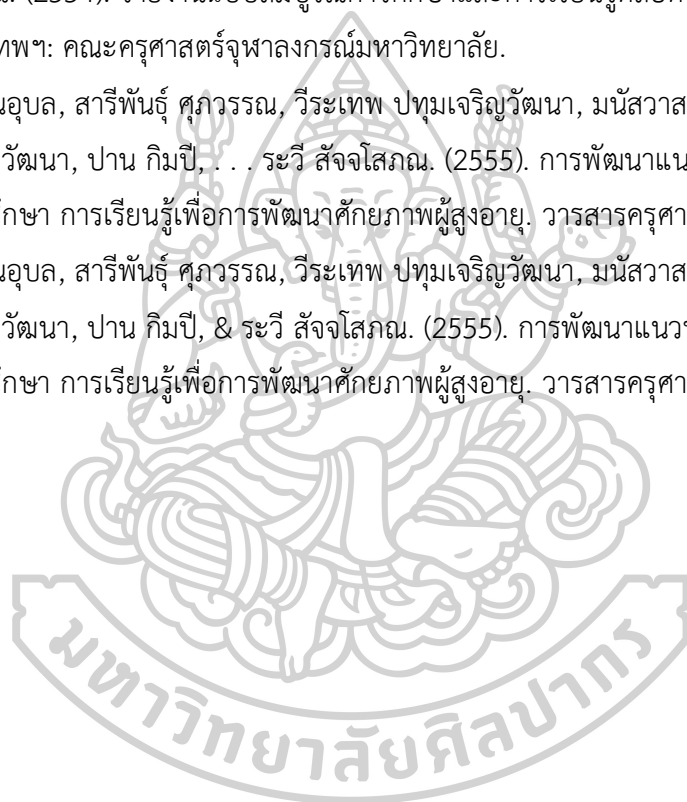 เทพฯ: คณะครุศาสตร์จุฬาลงกรณ์มหาวิทยาลัย.
นอุบล, สารีพันธุ์ ศุภวรรณ, วีระเทพ ปทุมเจริญวัฒนา, มนัสวาส
วัฒนา, ปาน กิมปี, . . . ระวี สัจจโสภณ. (2555). การพัฒนาแน
กษา การเรียนรู้เพื่อการพัฒนาศักยภาพผู้สูงอายุ. วารสารครุศา
นอุบล, สารีพันธุ์ ศุภวรรณ, วีระเทพ ปทุมเจริญวัฒนา, มนัสวาส
วัฒนา, ปาน กิมปี, & ระวี สัจจโสภณ. (2555). การพัฒนาแนว
กษา การเรียนรู้เพื่อการพัฒนาศักยภาพผู้สูงอายุ. วารสารครุศา
มหาวิทยาลัยศิลปากร